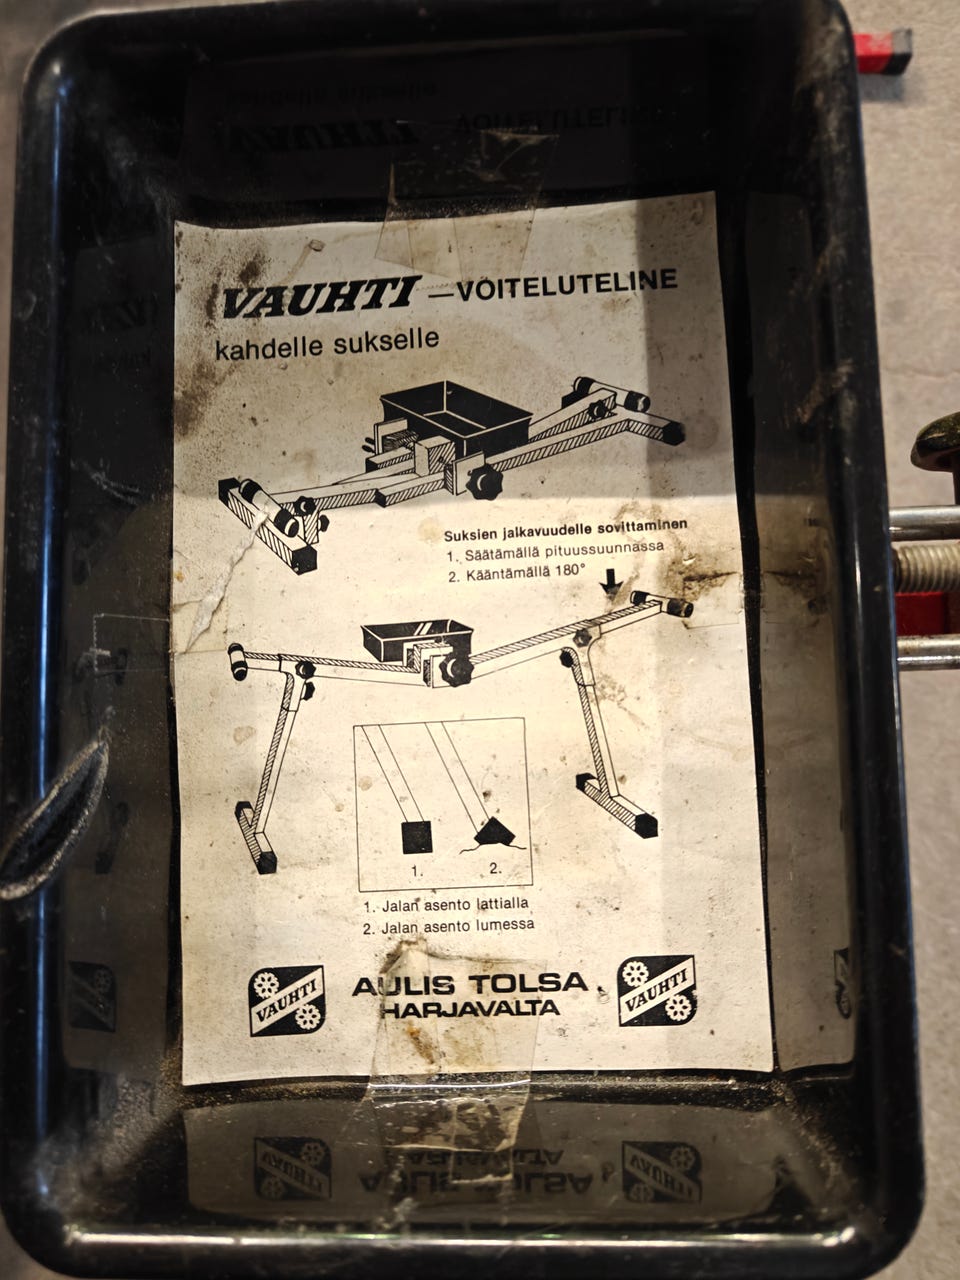 VAUHTI —VOITELUTELINE
kahdelle sukselle
Suksien jalkavuudelle sovittaminen
1. Säätämällä pituussuunnassa
2. Kääntämällä 180°
1.
2.
1. Jalan asento lattialla
2. Jalan asento lumessa
VAUHTI
AULIS TOLSA
HARJAVALTA
VAUHTI